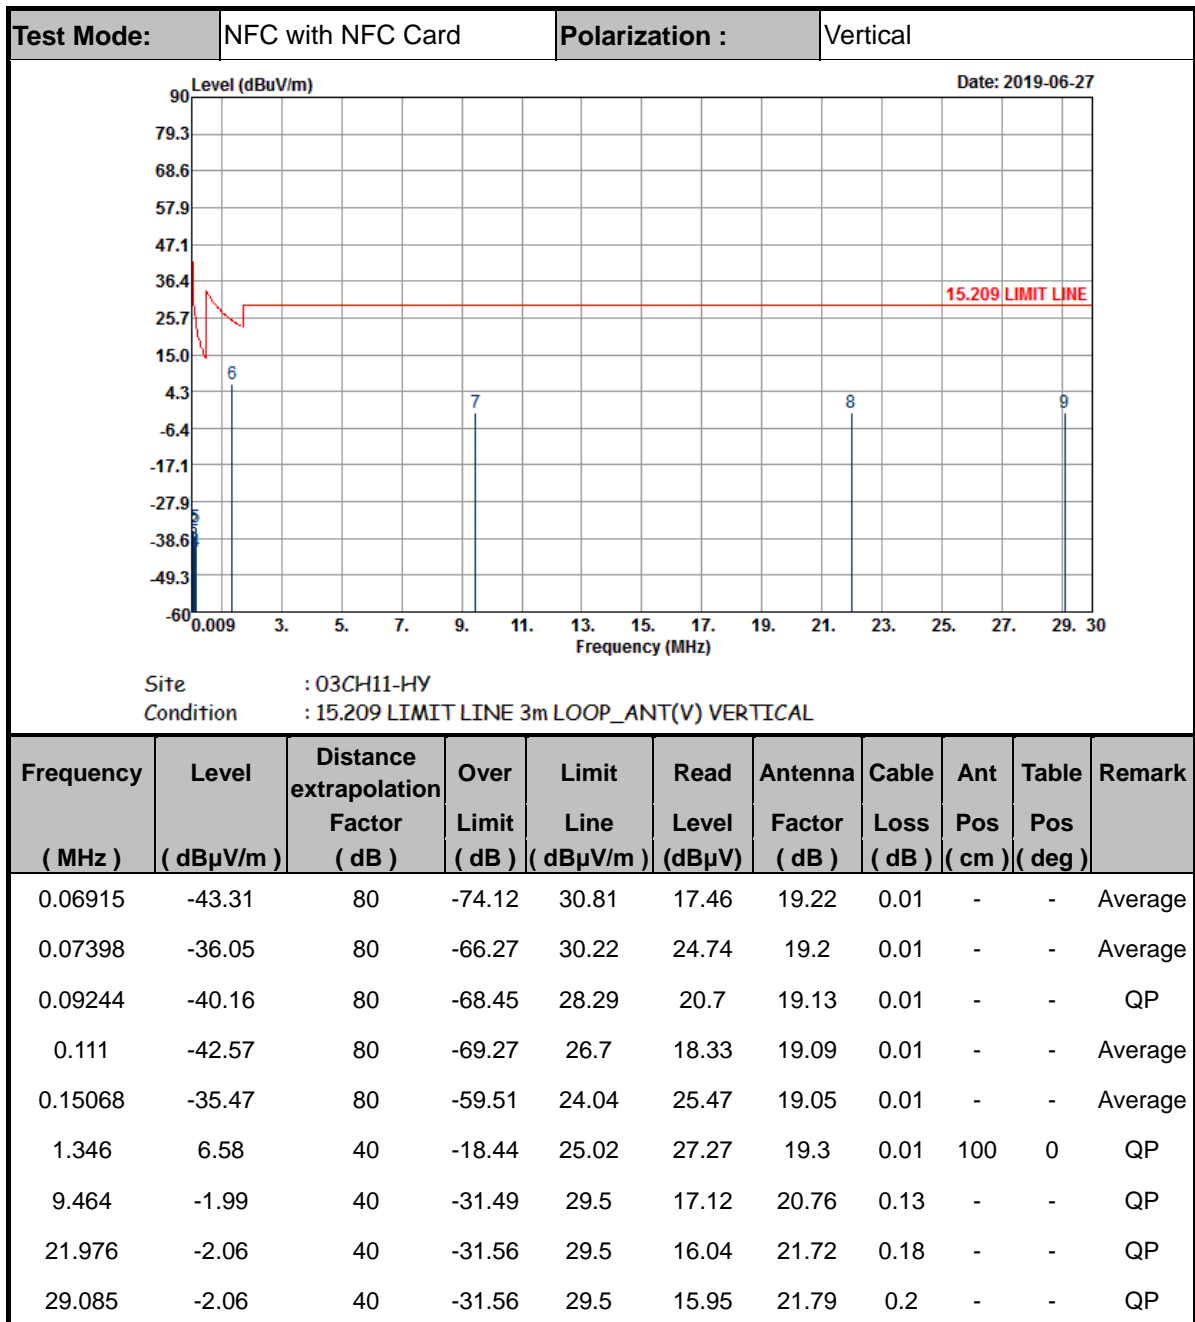 Test Mode: NFC with NFC Card Polarization : Vertical
Level (dBuV/m) Date: 2019-06-27
90
79.3
68.6
57.9
47.1
36.4
15.209 LIMIT LINE
25.7
15.0
6
4.3
7 8 9
-6.4
-17.1
-27.9
5
-38.6
-49.3
-60
0.009 3. 5. 7. 9. 11. 13. 15. 17. 19. 21. 23. 25. 27. 29. 30
Frequency (MHz)
Site : 03CH11-HY
Condition : 15.209 LIMIT LINE 3m LOOP_ANT(V) VERTICAL
Frequency Level Distance extrapolation Over Limit Read Antenna Cable Ant Table Remark
Factor Limit Line Level Factor Loss Pos Pos
( MHz ) ( dBµV/m ) ( dB ) ( dB ) ( dBµV/m ) (dBµV) ( dB ) ( dB ) ( cm ) ( deg )
0.06915 -43.31 80 -74.12 30.81 17.46 19.22 0.01 - - Average
0.07398 -36.05 80 -66.27 30.22 24.74 19.2 0.01 - - Average
0.09244 -40.16 80 -68.45 28.29 20.7 19.13 0.01 - - QP
0.111 -42.57 80 -69.27 26.7 18.33 19.09 0.01 - - Average
0.15068 -35.47 80 -59.51 24.04 25.47 19.05 0.01 - - Average
1.346 6.58 40 -18.44 25.02 27.27 19.3 0.01 100 0 QP
9.464 -1.99 40 -31.49 29.5 17.12 20.76 0.13 - - QP
21.976 -2.06 40 -31.56 29.5 16.04 21.72 0.18 - - QP
29.085 -2.06 40 -31.56 29.5 15.95 21.79 0.2 - - QP